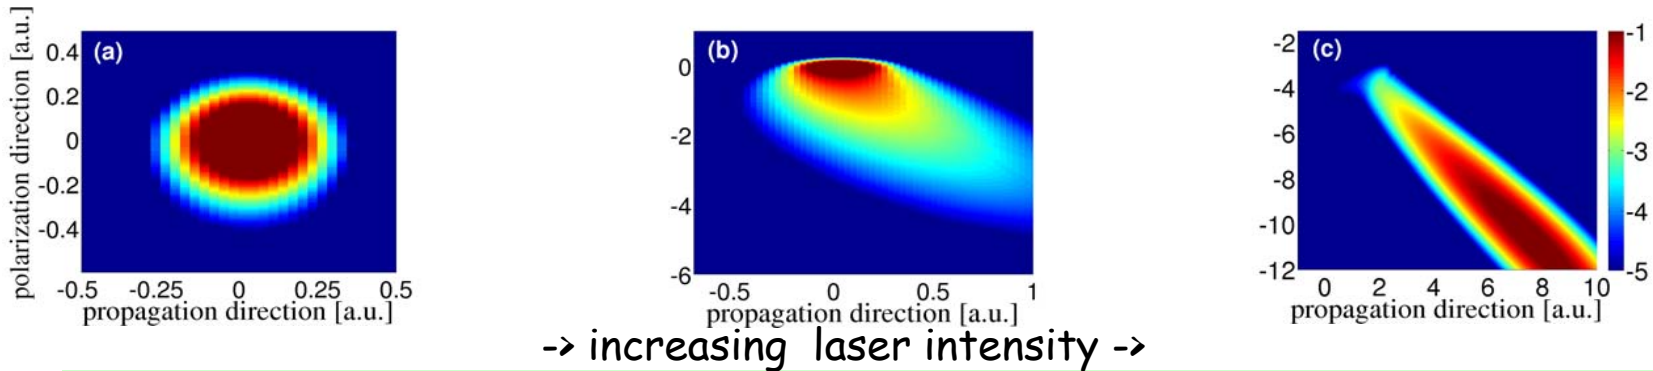 polarization direction [a.u.]
(a)
0.4
0.2
0
-0.2
-0.4
-0.5 -0.25 0 0.25 0.5
propagation direction [a.u.]
(b)
0
-2
-4
-6
-0.5 0 0.5 1
propagation direction [a.u.]
(c)
-2
-4
-6
-8
-10
-12
0 2 4 6 8 10
propagation direction [a.u.]
-1
-2
-3
-4
-5
-> increasing laser intensity ->